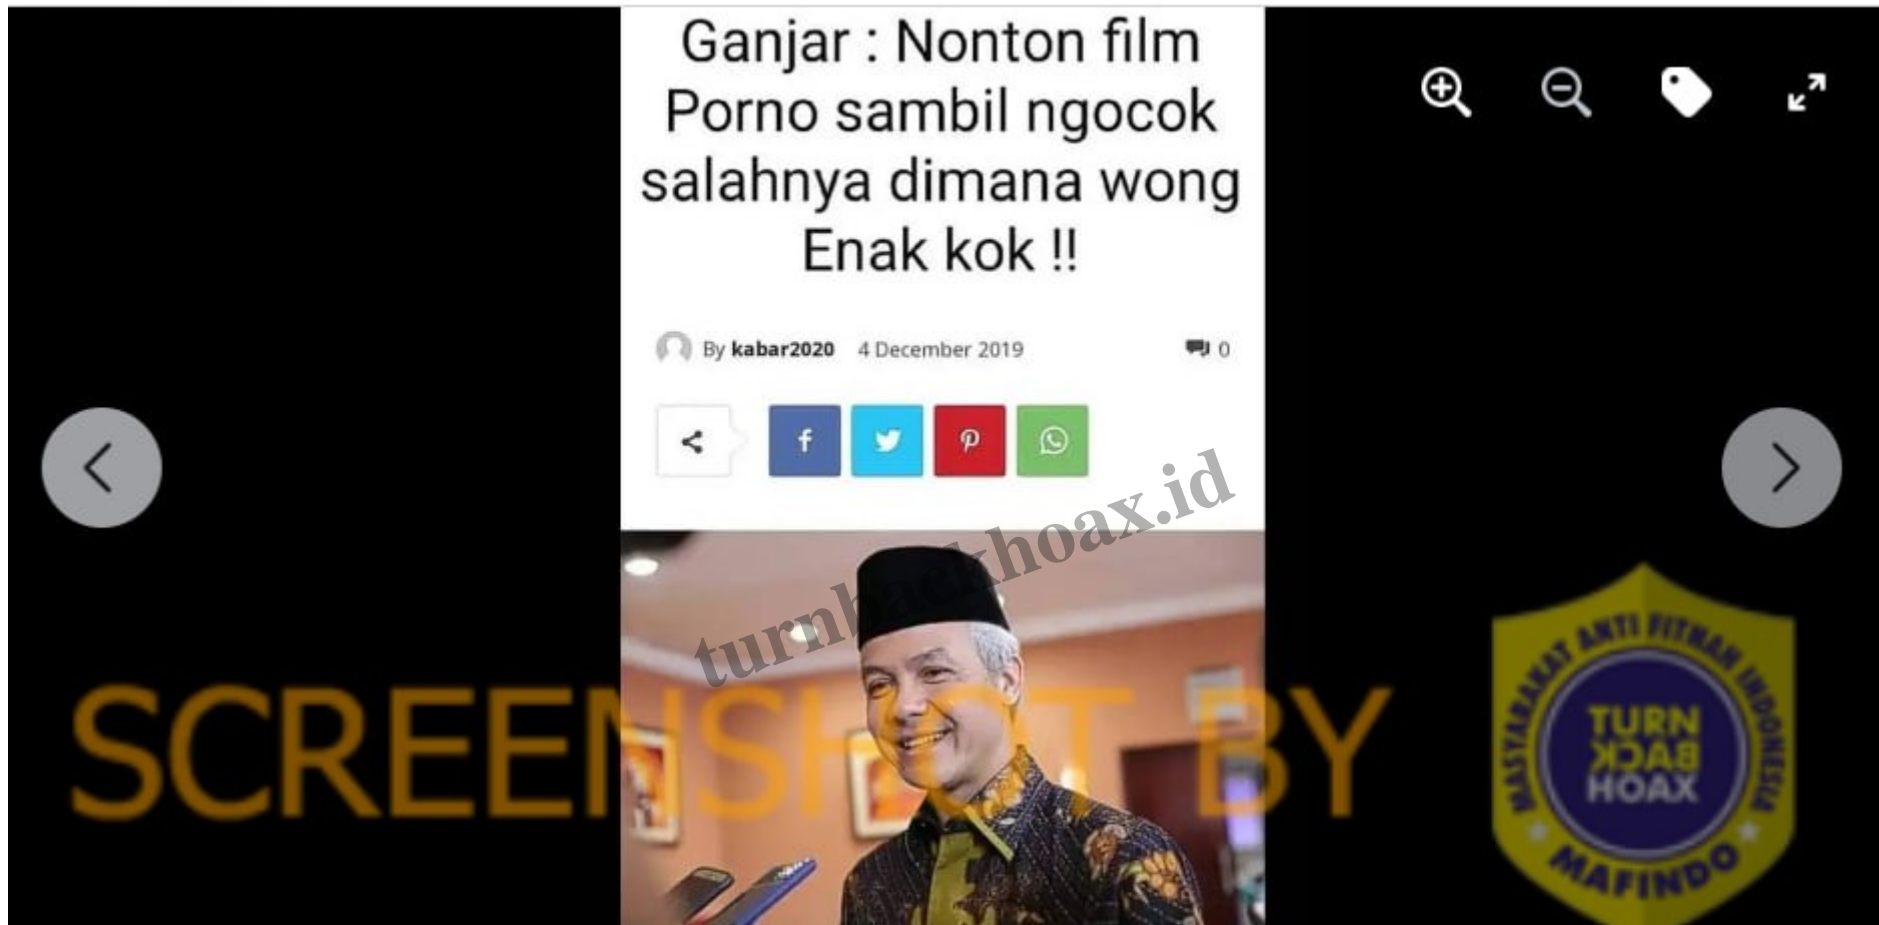 Ganjar : Nonton film
Porno sambil ngocok
salahnya dimana wong
Enak kok !!
By kabar2020 4 December 2019 0
f
turnbackhoax.id
SCREENSHOT BY
MASYARAKAT ANTI FITNAH INDONESIA
TURN
BACK
HOAX
MAFINDO